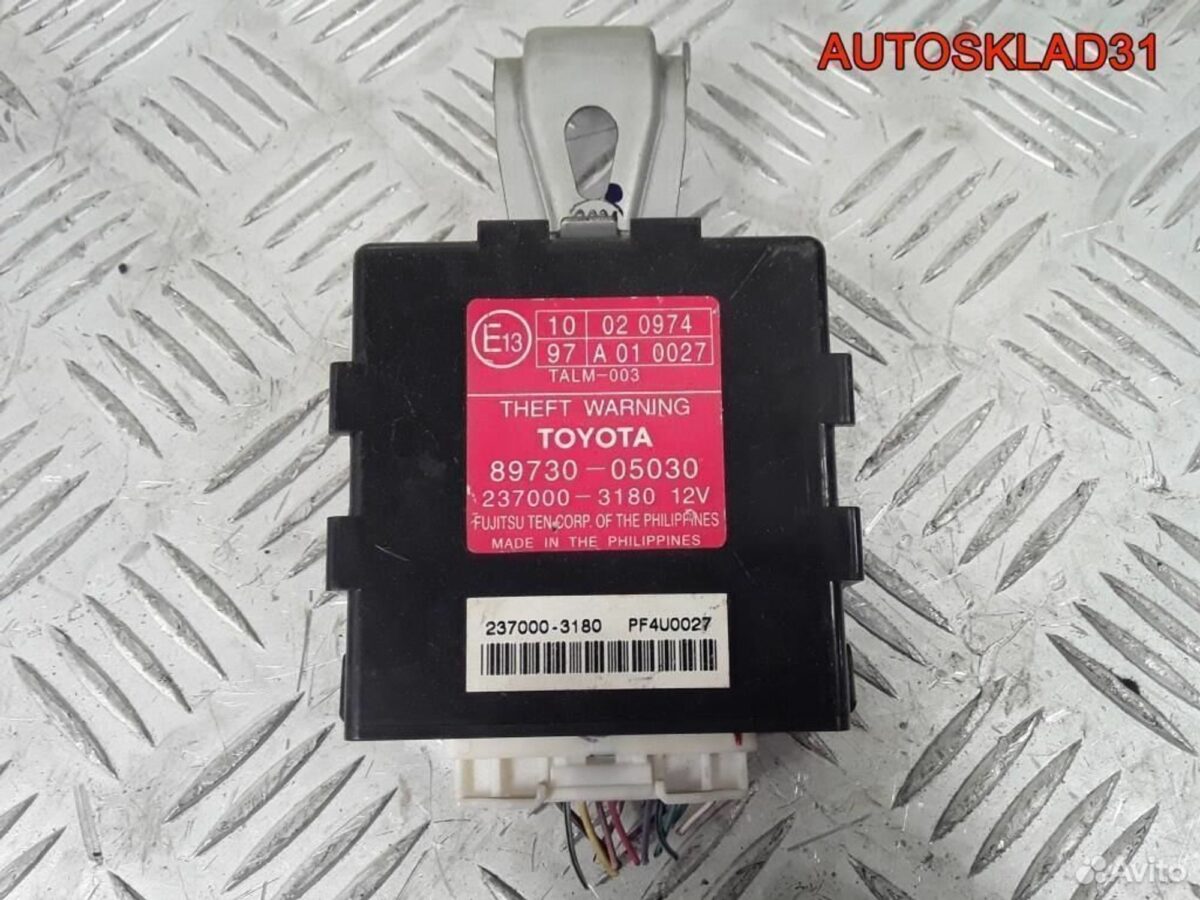 AUTOSKLAD31
E13
10 02 0974
97 A 01 0027
TALM-003
THEFT WARNING
TOYOTA
89730-05030
237000-3180 12V
FUJITSU TEN CORP. OF THE PHILIPPINES
MADE IN THE PHILIPPINES
237000-3180 PF4U0027
Avito